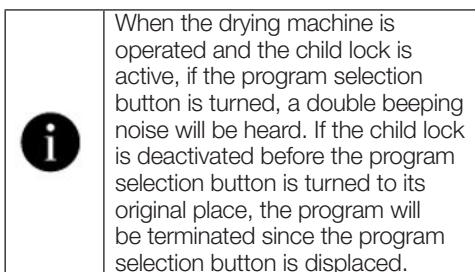 When the drying machine is
operated and the child lock is
active, if the program selection
button is turned, a double beeping
noise will be heard. If the child lock
is deactivated before the program
selection button is turned to its
original place, the program will
be terminated since the program
selection button is displaced.